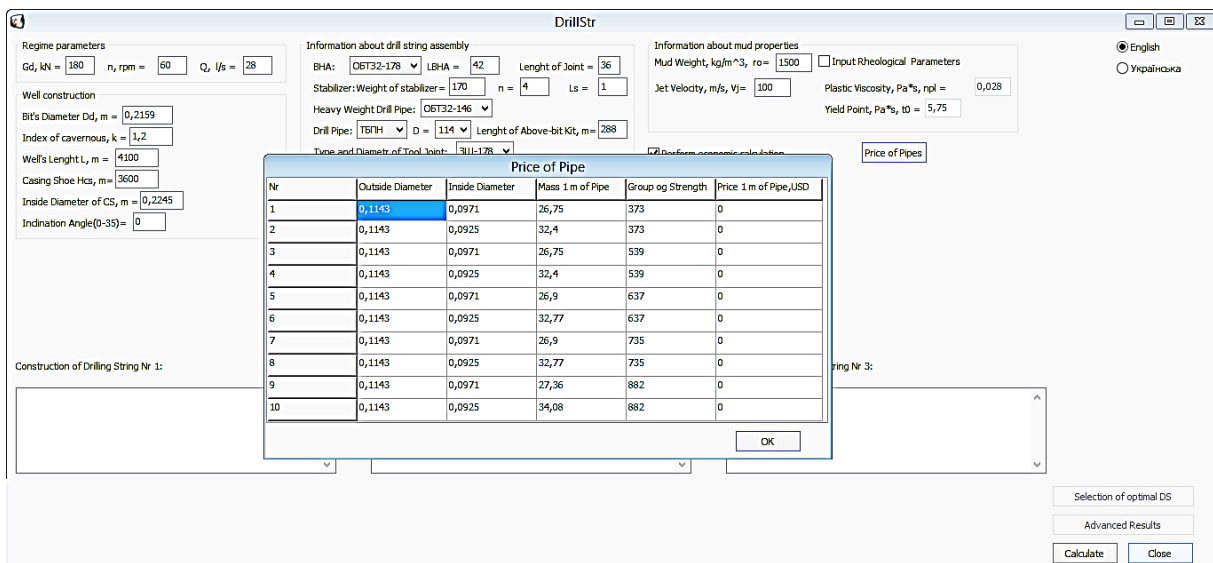 DrillStr
Regime parameters
Gd, kN = 180 n, rpm = 60 Q, l/s = 28
Well construction
Bit's Diameter Dd, m = 0,2159
Index of cavernous, k = 1,2
Well's Lenght L, m = 4100
Casing Shoe Hcs, m= 3600
Inside Diameter of CS, m = 0,2245
Indination Angle(0-35)= 0
Information about drill string assembly
BHA: ОБТЗ2-178 LBHA = 42 Lenght of Joint = 36
Stabilizer: Weight of stabilizer= 170 n = 4 Ls = 1
Heavy Weight Drill Pipe: ОБТЗ2-146
Drill Pipe: ТБПН D = 114 Lenght of Above-bit Kit, m= 288
Type and Diametr of Tool Joint: ЗШ-178
Information about mud properties
Mud Weight, kg/m^3, ro= 1500 Input Rheological Parameters
Jet Velocity, m/s, Vj= 100 Plastic Viscosity, Pa*s, npl = 0,028
Yield Point, Pa*s, t0 = 5,75
Perform economic calculation Price of Pipes
English
Українська
Price of Pipe
Nr Outside Diameter Inside Diameter Mass 1 m of Pipe Group og Strength Price 1 m of Pipe,USD
1 0,1143 0,0971 26,75 373 0
2 0,1143 0,0925 32,4 373 0
3 0,1143 0,0971 26,75 539 0
4 0,1143 0,0925 32,4 539 0
5 0,1143 0,0971 26,9 637 0
6 0,1143 0,0925 32,77 637 0
7 0,1143 0,0971 26,9 735 0
8 0,1143 0,0925 32,77 735 0
9 0,1143 0,0971 27,36 882 0
10 0,1143 0,0925 34,08 882 0
OK
Construction of Drilling String Nr 1:
ring Nr 3:
Selection of optimal DS
Advanced Results
Calculate Close